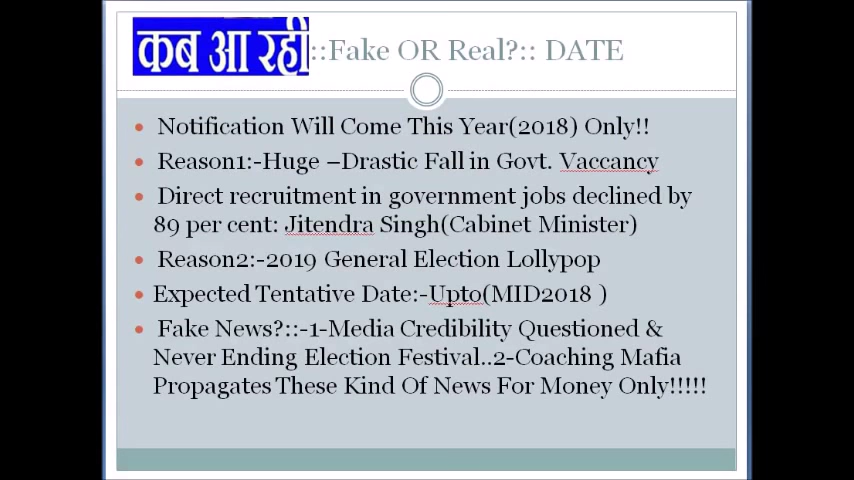 कब आ रही ::Fake OR Real?:: DATE
Notification Will Come This Year(2018) Only!!
Reason1:-Huge –Drastic Fall in Govt. Vaccancy
Direct recruitment in government jobs declined by
89 per cent: Jitendra Singh(Cabinet Minister)
Reason2:-2019 General Election Lollypop
Expected Tentative Date:-Upto(MID2018 )
Fake News?::-1-Media Credibility Questioned &
Never Ending Election Festival..2-Coaching Mafia
Propagates These Kind Of News For Money Only!!!!!